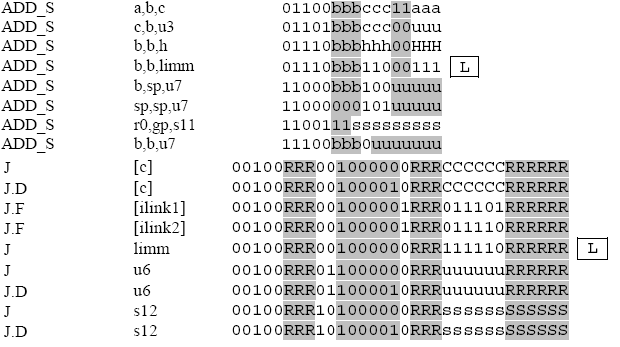 ADD_S a,b,c 01100bbbccc11aaa
ADD_S c,b,u3 01101bbbccc00uuu
ADD_S b,b,h 01110bbbhhh00HHH
ADD_S b,b,limm 01110bbb11000111 L
ADD_S b,sp,u7 11000bbb100uuuuu
ADD_S sp,sp,u7 11000000101uuuuu
ADD_S r0,gp,s11 1100111sssssssss
ADD_S b,b,u7 11100bbb0uuuuuuu
J [c] 00100RRR001000000RRRCCCCCCRRRRRR
J.D [c] 00100RRR001000010RRRCCCCCCRRRRRR
J.F [ilink1] 00100RRR001000001RRR011101RRRRRR
J.F [ilink2] 00100RRR001000001RRR011110RRRRRR
J limm 00100RRR001000000RRR111110RRRRRR L
J u6 00100RRR011000000RRRuuuuuuRRRRRR
J.D u6 00100RRR011000010RRRuuuuuuRRRRRR
J s12 00100RRR101000000RRRssssssSSSSSS
J.D s12 00100RRR101000010RRRssssssSSSSSS